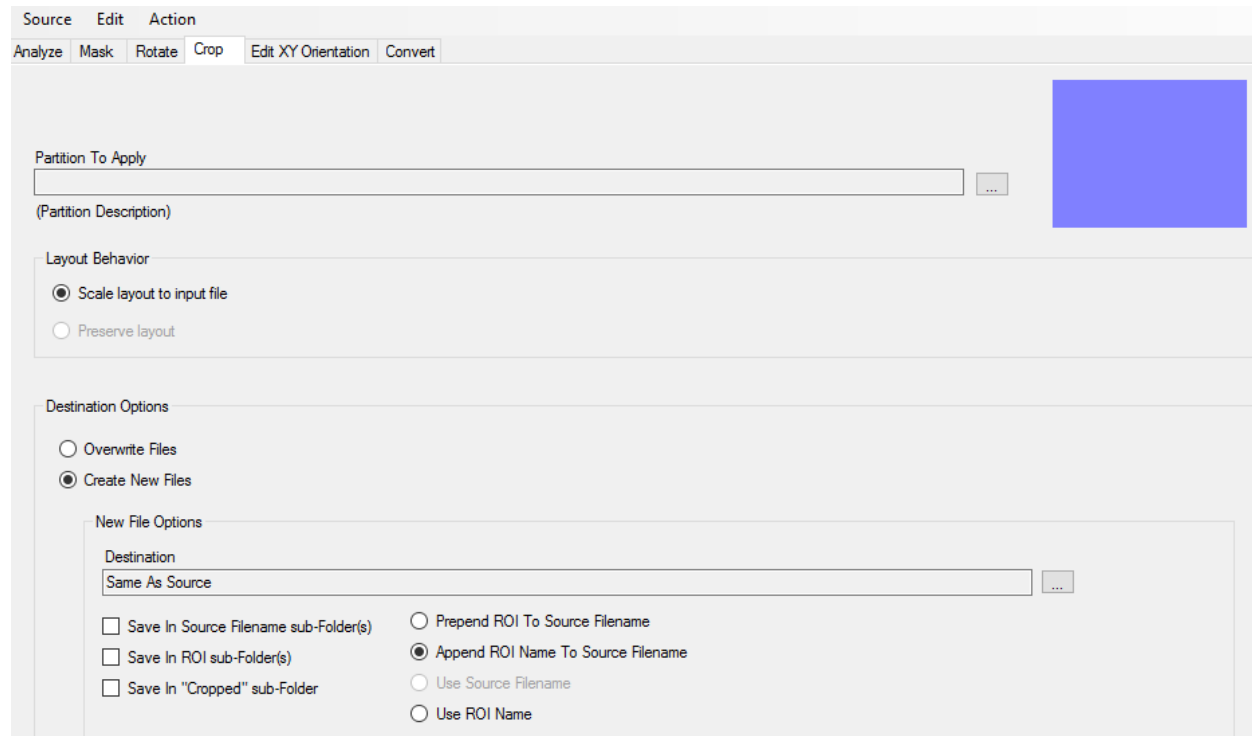 Source Edit Action
Analyze Mask Rotate Crop Edit XY Orientation Convert
Partition To Apply
...
(Partition Description)
Layout Behavior
Scale layout to input file
Preserve layout
Destination Options
Overwrite Files
Create New Files
New File Options
Destination
Same As Source
...
Save In Source Filename sub-Folder(s)
Save In ROI sub-Folder(s)
Save In "Cropped" sub-Folder
Prepend ROI To Source Filename
Append ROI Name To Source Filename
Use Source Filename
Use ROI Name